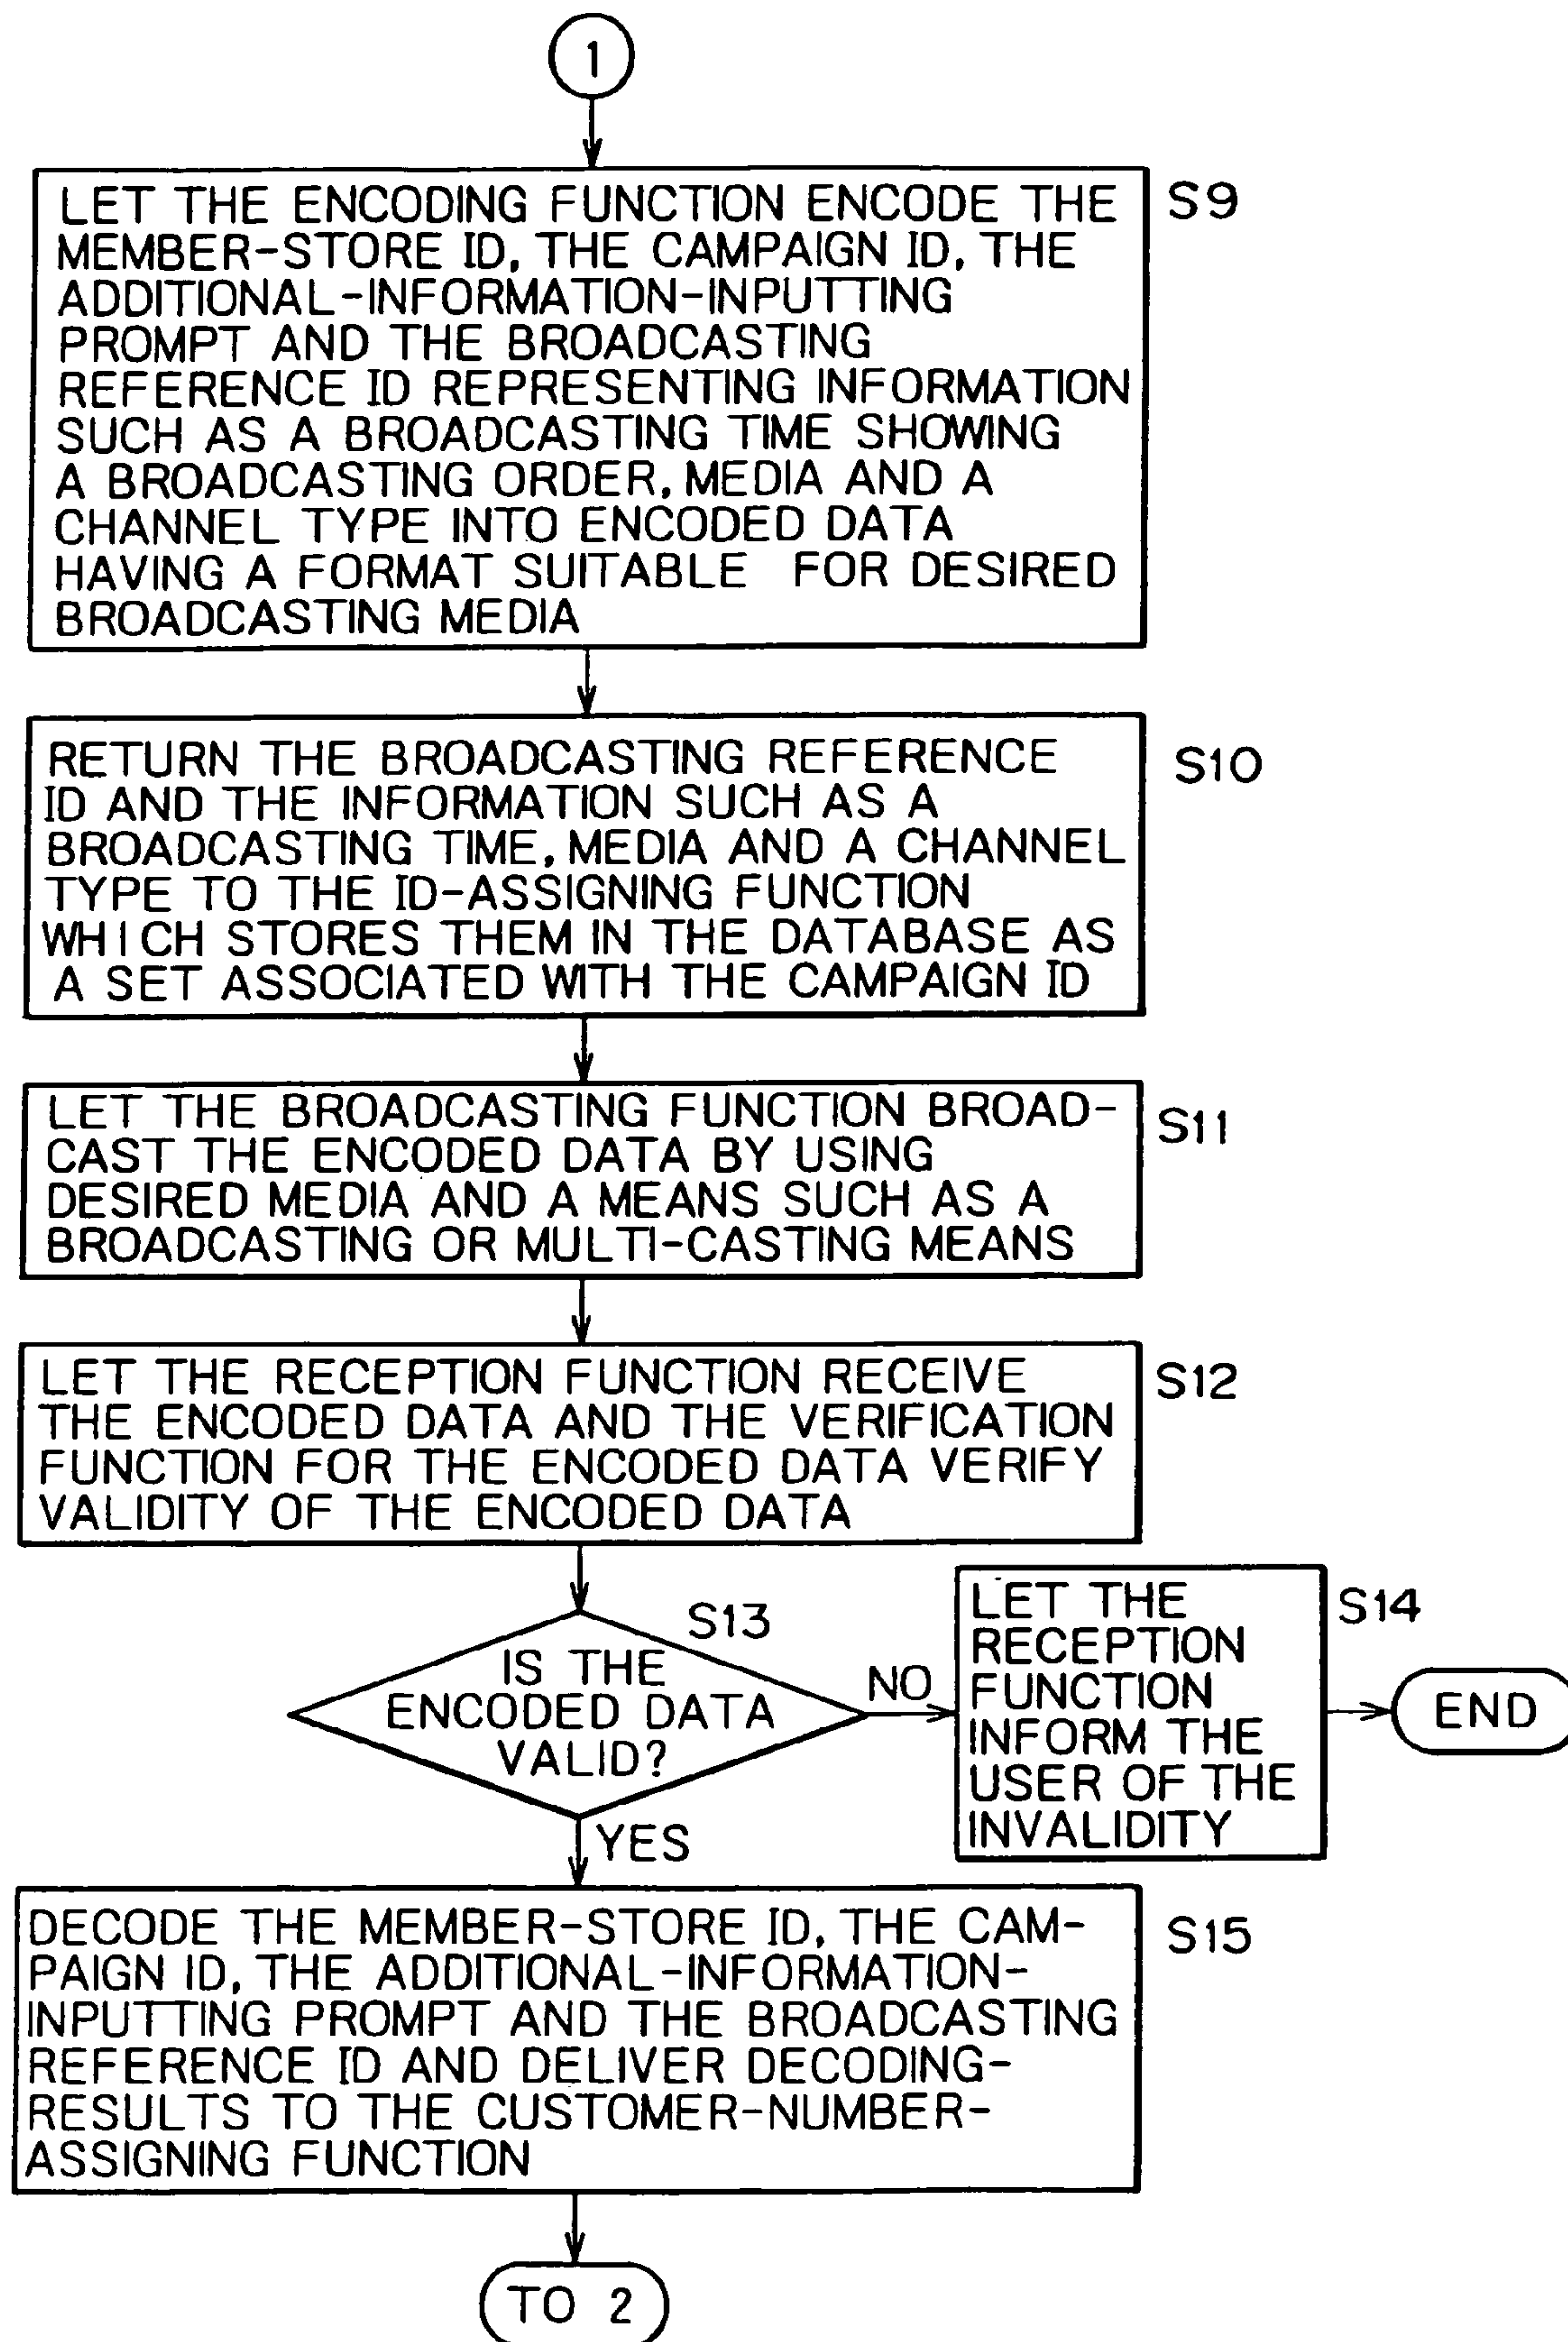 1
LET THE ENCODING FUNCTION ENCODE THE
MEMBER-STORE ID, THE CAMPAIGN ID, THE
ADDITIONAL-INFORMATION-INPUTTING
PROMPT AND THE BROADCASTING
REFERENCE ID REPRESENTING INFORMATION
SUCH AS A BROADCASTING TIME SHOWING
A BROADCASTING ORDER, MEDIA AND A
CHANNEL TYPE INTO ENCODED DATA
HAVING A FORMAT SUITABLE FOR DESIRED
BROADCASTING MEDIA
S9
RETURN THE BROADCASTING REFERENCE
ID AND THE INFORMATION SUCH AS A
BROADCASTING TIME, MEDIA AND A CHANNEL
TYPE TO THE ID-ASSIGNING FUNCTION
WHICH STORES THEM IN THE DATABASE AS
A SET ASSOCIATED WITH THE CAMPAIGN ID
S10
LET THE BROADCASTING FUNCTION BROAD-
CAST THE ENCODED DATA BY USING
DESIRED MEDIA AND A MEANS SUCH AS A
BROADCASTING OR MULTI-CASTING MEANS
S11
LET THE RECEPTION FUNCTION RECEIVE
THE ENCODED DATA AND THE VERIFICATION
FUNCTION FOR THE ENCODED DATA VERIFY
VALIDITY OF THE ENCODED DATA
S12
S13
IS THE
ENCODED DATA
VALID?
NO
LET THE
RECEPTION
FUNCTION
INFORM THE
USER OF THE
INVALIDITY
S14
END
YES
DECODE THE MEMBER-STORE ID, THE CAM-
PAIGN ID, THE ADDITIONAL-INFORMATION-
INPUTTING PROMPT AND THE BROADCASTING
REFERENCE ID AND DELIVER DECODING-
RESULTS TO THE CUSTOMER-NUMBER-
ASSIGNING FUNCTION
S15
TO 2